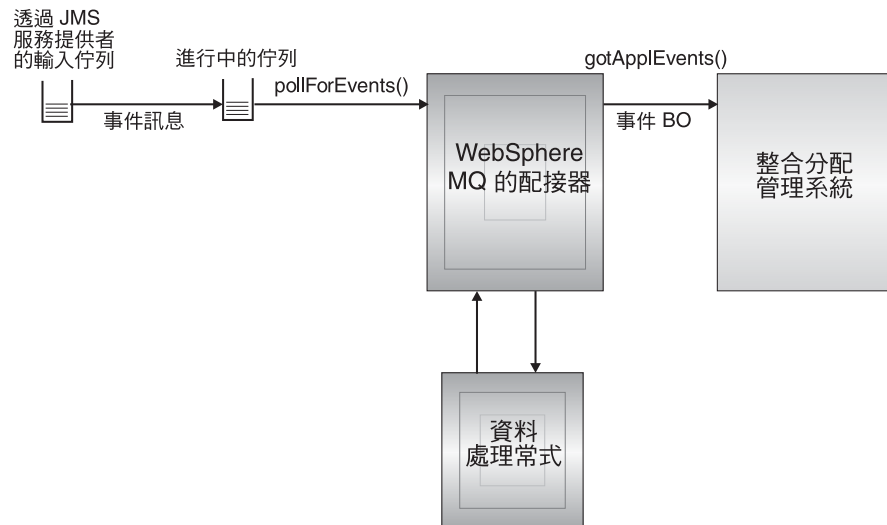 透過 JMS
服務提供者
的輸入佇列
進行中的佇列
事件訊息
pollForEvents()
WebSphere
MQ 的配接器
gotApplEvents()
事件 BO
整合分配
管理系統
資料
處理常式